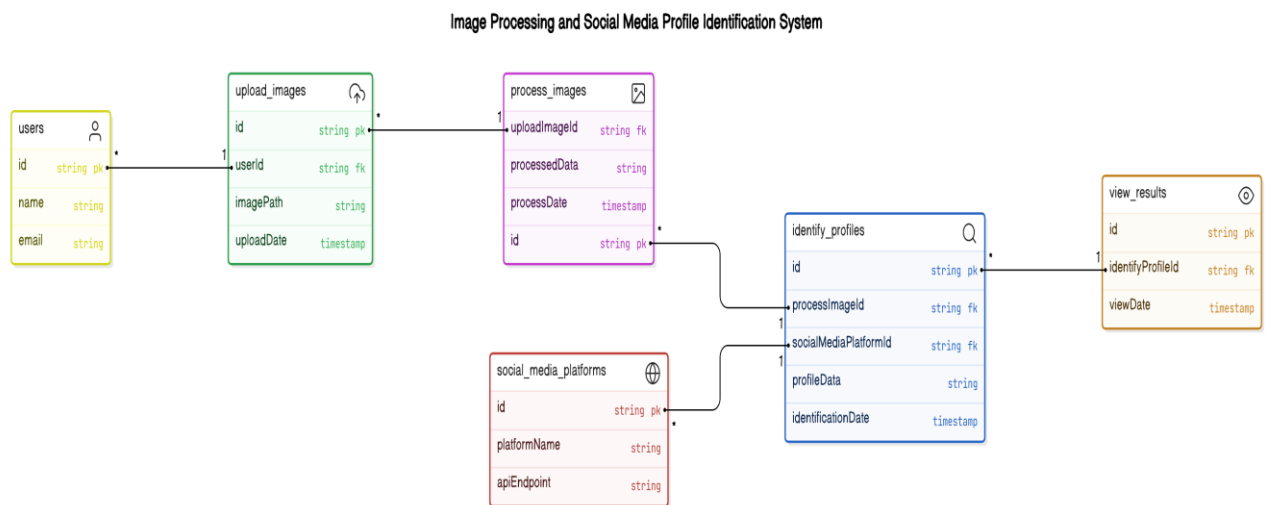 Image Processing and Social Media Profile Identification System
users
id string pk
name string
email string
* 1
upload_images
id string pk
userId string fk
imagePath string
uploadDate timestamp
* 1
process_images
uploadImageId string fk
processedData string
processDate timestamp
id string pk
* 1
social_media_platforms
id string pk
platformName string
apiEndpoint string
* 1
identify_profiles
id string pk
processImageId string fk
socialMediaPlatformId string fk
profileData string
identificationDate timestamp
* 1
view_results
id string pk
identifyProfileId string fk
viewDate timestamp